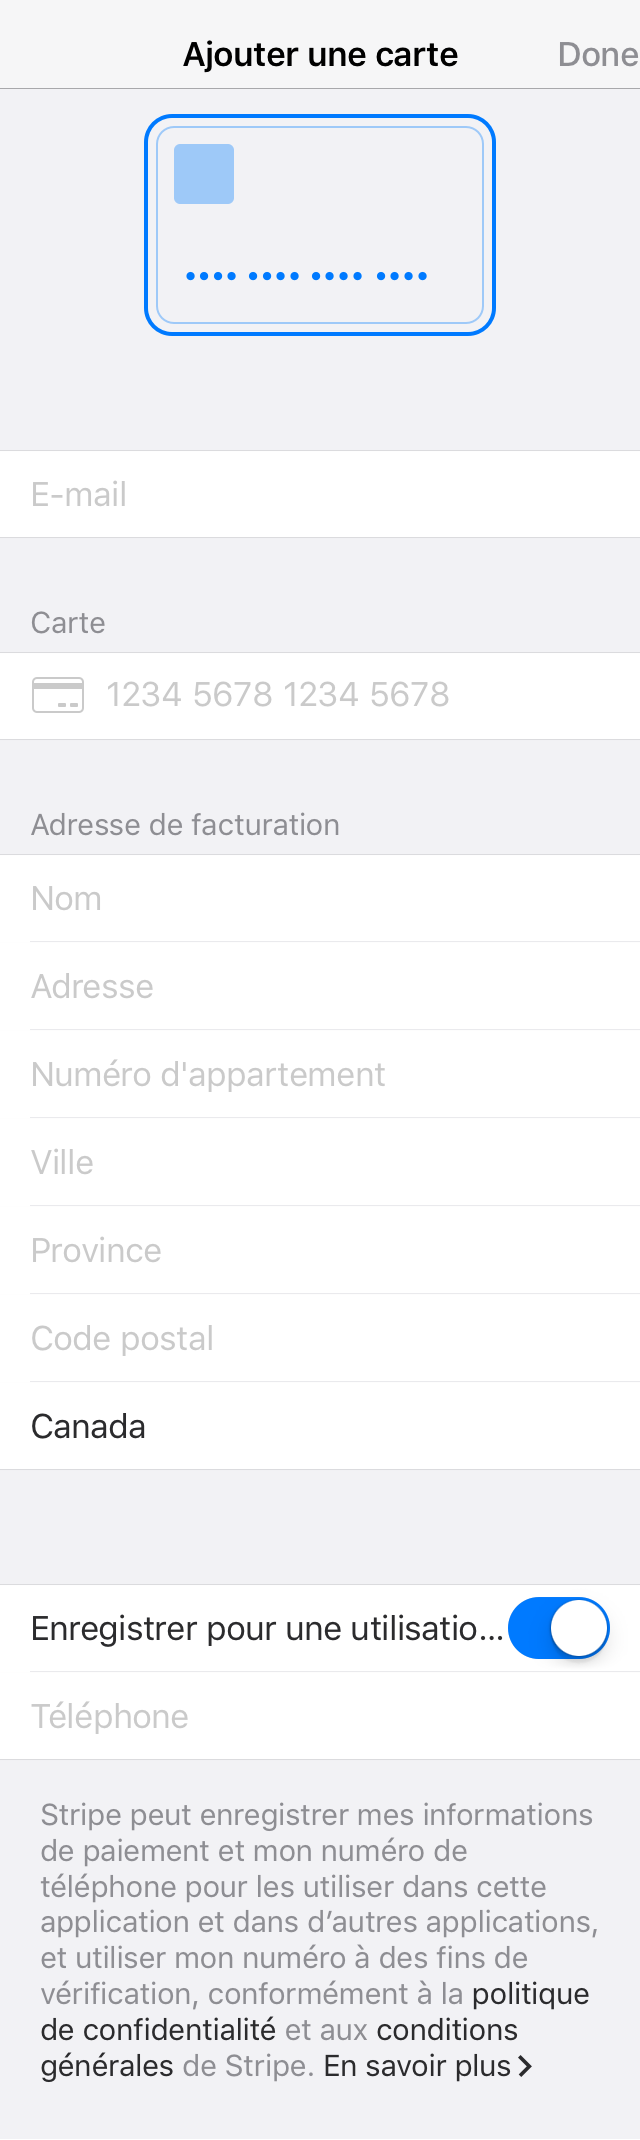 Ajouter une carte
Done
•••• •••• •••• ••••
E-mail
Carte
1234 5678 1234 5678
Adresse de facturation
Nom
Adresse
Numéro d'appartement
Ville
Province
Code postal
Canada
Enregistrer pour une utilisatio...
Téléphone
Stripe peut enregistrer mes informations
de paiement et mon numéro de
téléphone pour les utiliser dans cette
application et dans d’autres applications,
et utiliser mon numéro à des fins de
vérification, conformément à la politique
de confidentialité et aux conditions
générales de Stripe. En savoir plus